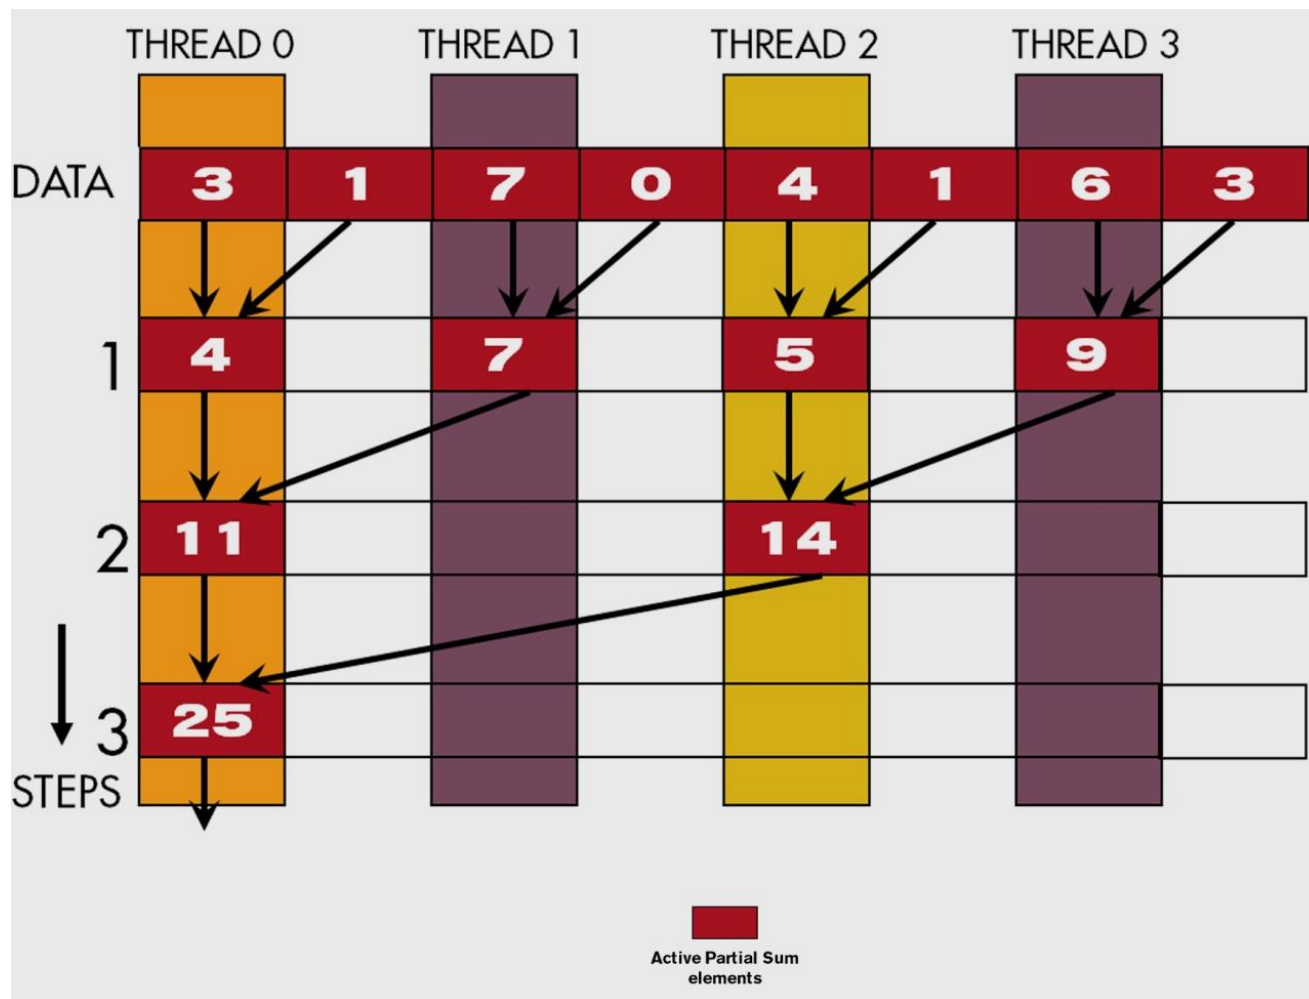 THREAD 0 THREAD 1 THREAD 2 THREAD 3
DATA 3 1 7 0 4 1 6 3
1 4 7 5 9
2 11 14
3 25
STEPS
Active Partial Sum
elements